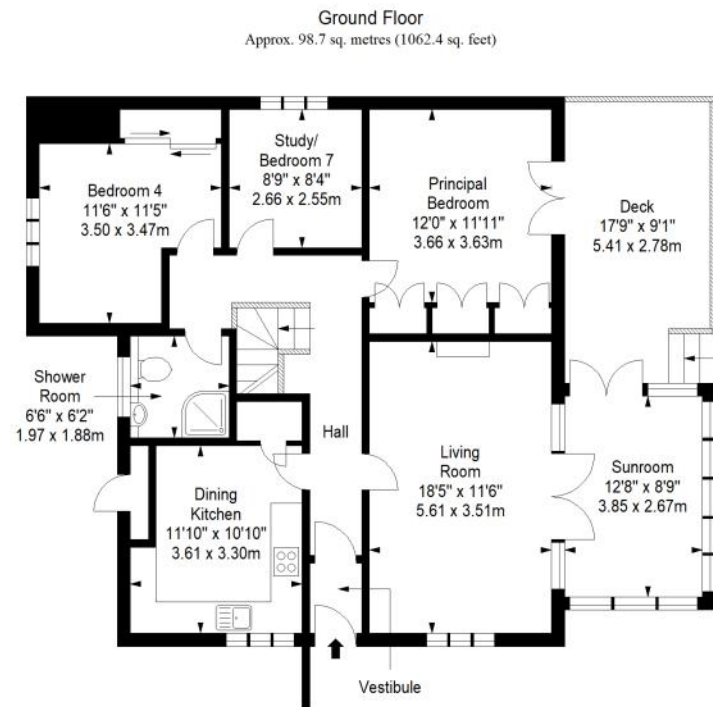 Ground Floor
Approx. 98.7 sq. metres (1062.4 sq. feet)
Bedroom 4
11'6" x 11'5"
3.50 x 3.47m
Study/
Bedroom 7
8'9" x 8'4"
2.66 x 2.55m
Principal
Bedroom
12'0" x 11'11"
3.66 x 3.63m
Deck
17'9" x 9'1"
5.41 x 2.78m
Shower
Room
6'6" x 6'2"
1.97 x 1.88m
Hall
Living
Room
18'5" x 11'6"
5.61 x 3.51m
Sunroom
12'8" x 8'9"
3.85 x 2.67m
Dining
Kitchen
11'10" x 10'10"
3.61 x 3.30m
Vestibule